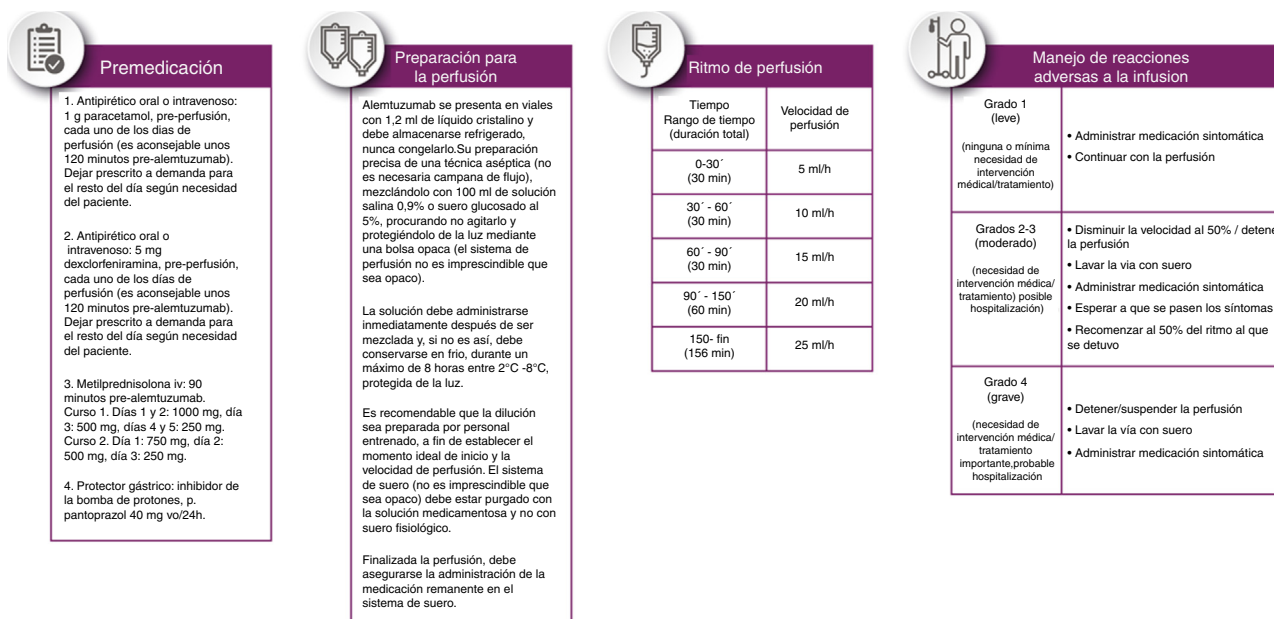 Premedicación
1. Antipirético oral o intravenoso:
1 g paracetamol, pre-perfusión,
cada uno de los dias de
perfusión (es aconsejable unos
120 minutos pre-alemtuzumab).
Dejar prescrito a demanda para
el resto del día según necesidad
del paciente.
2. Antipirético oral o
intravenoso: 5 mg
dexclorfeniramina, pre-perfusión,
cada uno de los días de
perfusión (es aconsejable unos
120 minutos pre-alemtuzumab).
Dejar prescrito a demanda para
el resto del día según necesidad
del paciente.
3. Metilprednisolona iv: 90
minutos pre-alemtuzumab.
Curso 1. Días 1 y 2: 1000 mg, día
3: 500 mg, días 4 y 5: 250 mg.
Curso 2. Día 1: 750 mg, día 2:
500 mg, día 3: 250 mg.
4. Protector gástrico: inhibidor de
la bomba de protones, p.
pantoprazol 40 mg vo/24h.
Preparación para
la perfusión
Alemtuzumab se presenta en viales
con 1,2 ml de líquido cristalino y
debe almacenarse refrigerado,
nunca congelarlo.Su preparación
precisa de una técnica aséptica (no
es necesaria campana de flujo),
mezclándolo con 100 ml de solución
salina 0,9% o suero glucosado al
5%, procurando no agitarlo y
protegiéndolo de la luz mediante
una bolsa opaca (el sistema de
perfusión no es imprescindible que
sea opaco).
La solución debe administrarse
inmediatamente después de ser
mezclada y, si no es así, debe
conservarse en frio, durante un
máximo de 8 horas entre 2°C -8°C,
protegida de la luz.
Es recomendable que la dilución
sea preparada por personal
entrenado, a fin de establecer el
momento ideal de inicio y la
velocidad de perfusión. El sistema
de suero (no es imprescindible que
sea opaco) debe estar purgado con
la solución medicamentosa y no con
suero fisiológico.
Finalizada la perfusión, debe
asegurarse la administración de la
medicación remanente en el
sistema de suero.
Ritmo de perfusión
Tiempo
Rango de tiempo
(duración total)
Velocidad de
perfusión
0-30´
(30 min)
5 ml/h
30´ - 60´
(30 min)
10 ml/h
60´ - 90´
(30 min)
15 ml/h
90´ - 150´
(60 min)
20 ml/h
150- fin
(156 min)
25 ml/h
Manejo de reacciones
adversas a la infusion
Grado 1
(leve)
(ninguna o mínima
necesidad de
intervención
médical/tratamiento)
• Administrar medicación sintomática
• Continuar con la perfusión
Grados 2-3
(moderado)
(necesidad de
intervención médica/
tratamiento) posible
hospitalización)
• Disminuir la velocidad al 50% / detene
la perfusión
• Lavar la via con suero
• Administrar medicación sintomática
• Esperar a que se pasen los síntomas
• Recomenzar al 50% del ritmo al que
se detuvo
Grado 4
(grave)
(necesidad de
intervención médica/
tratamiento
importante,probable
hospitalización
• Detener/suspender la perfusión
• Lavar la vía con suero
• Administrar medicación sintomática